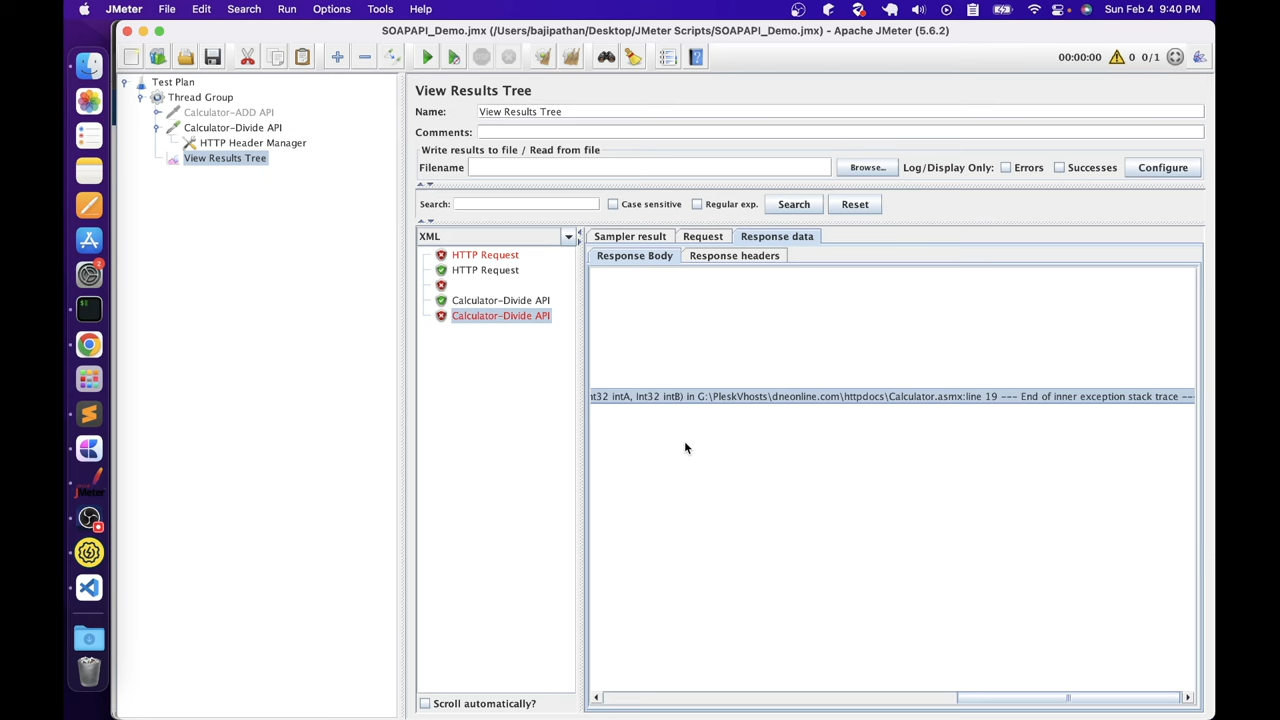 JMeter File Edit Search Run Options Tools Help Sun Feb 4 9:40 PM
SOAPAPI_Demo.jmx (/Users/bajipathan/Desktop/JMeter Scripts/SOAPAPI_Demo.jmx) - Apache JMeter (5.6.2)
00:00:00 0 0/1
Test Plan
Thread Group
Calculator-ADD API
Calculator-Divide API
HTTP Header Manager
View Results Tree
View Results Tree
Name: View Results Tree
Comments:
Write results to file / Read from file
Filename Browse... Log/Display Only: Errors Successes Configure
Search: Case sensitive Regular exp. Search Reset
XML
Sampler result Request Response data
HTTP Request
HTTP Request
Calculator-Divide API
Calculator-Divide API
Response Body Response headers
nt32 intA, Int32 intB) in G:\PleskVhosts\dneonline.com\httpdocs\Calculator.asmx:line 19 --- End of inner exception stack trace ---
Scroll automatically?
2
JMeter